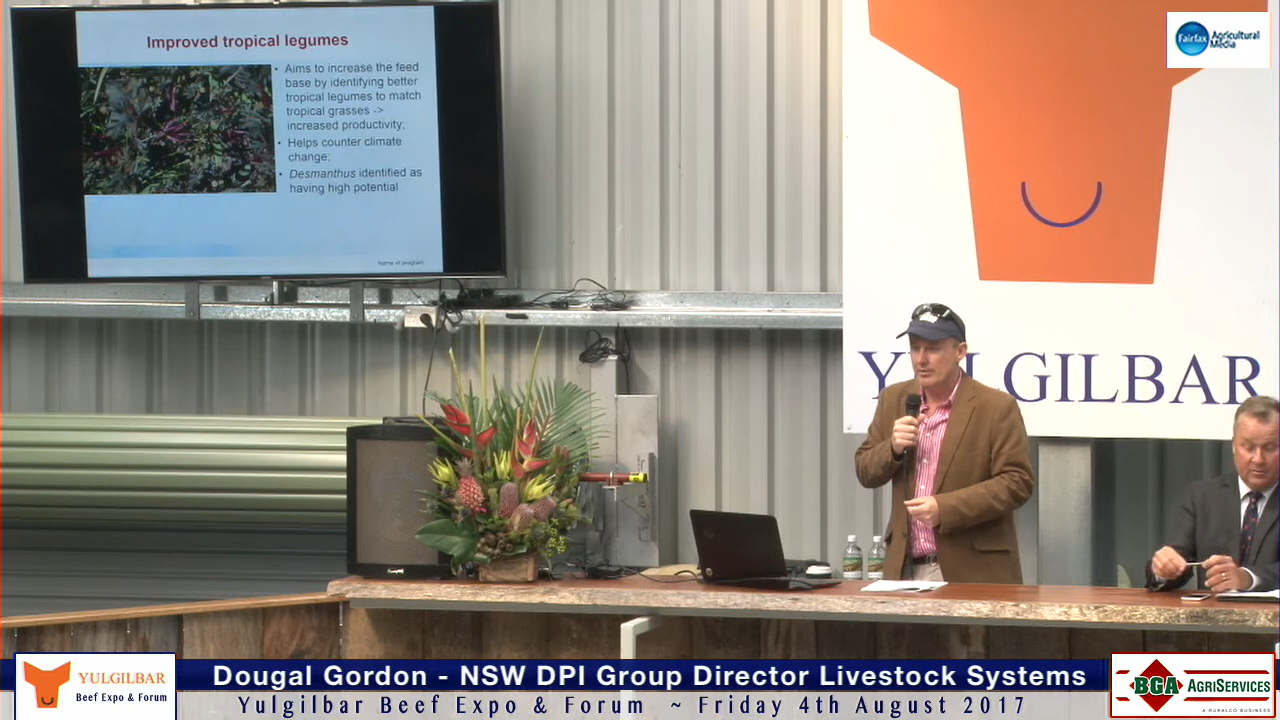 Improved tropical legumes
• Aims to increase the feed
base by identifying better
tropical legumes to match
tropical grasses ->
increased productivity;
• Helps counter climate
change;
• Desmanthus identified as
having high potential
Name of program
Fairfax Agricultural
Media
YULGILBAR
YULGILBAR
Beef Expo & Forum
Dougal Gordon - NSW DPI Group Director Livestock Systems
Yulgilbar Beef Expo & Forum ~ Friday 4th August 2017
BGA AgriServices
A RURALCO BUSINESS